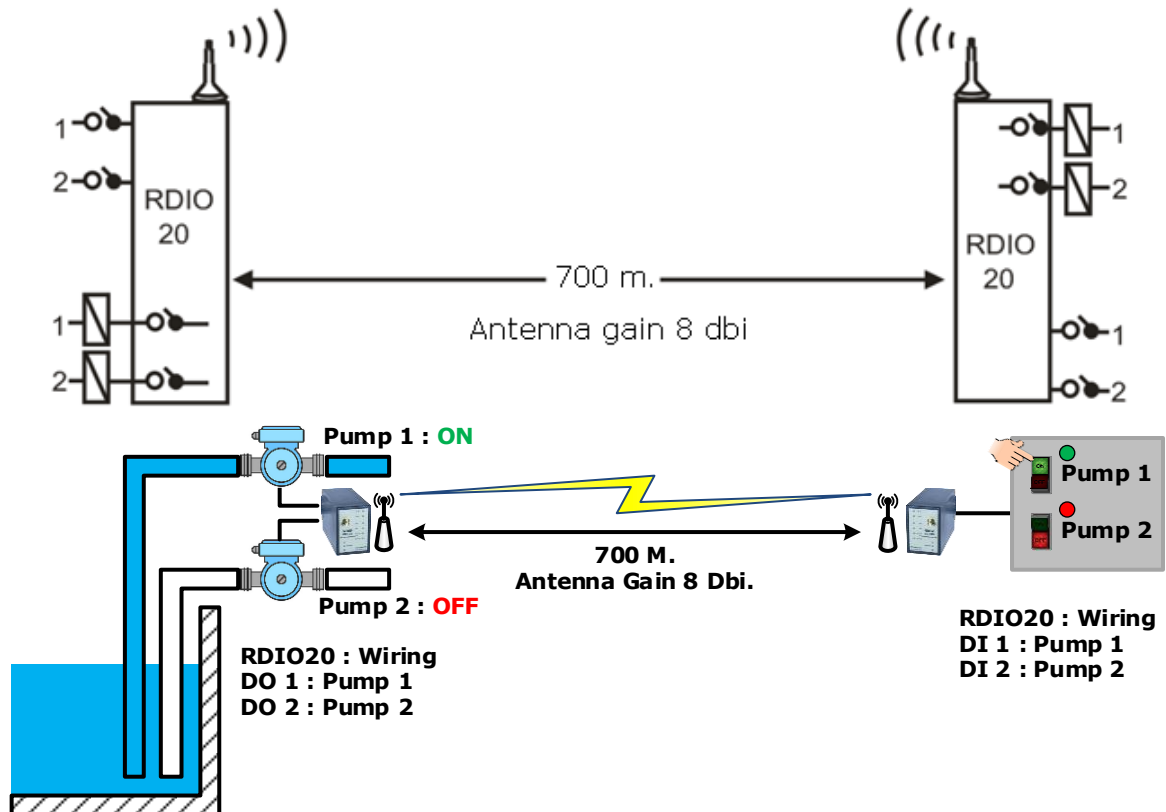 1
2
RDIO
20
1
2
700 m.
Antenna gain 8 dbi
1
2
RDIO
20
1
2
Pump 1 : ON
Pump 2 : OFF
700 M.
Antenna Gain 8 Dbi.
ON
Pump 1
Pump 2
OFF
RDIO20 : Wiring
DO 1 : Pump 1
DO 2 : Pump 2
RDIO20 : Wiring
DI 1 : Pump 1
DI 2 : Pump 2